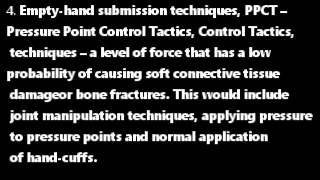 4. Empty-hand submission techniques, PPCT –
Pressure Point Control Tactics, Control Tactics,
techniques – a level of force that has a low
probability of causing soft connective tissue
damageor bone fractures. This would include
joint manipulation techniques, applying pressure
to pressure points and normal application
of hand-cuffs.